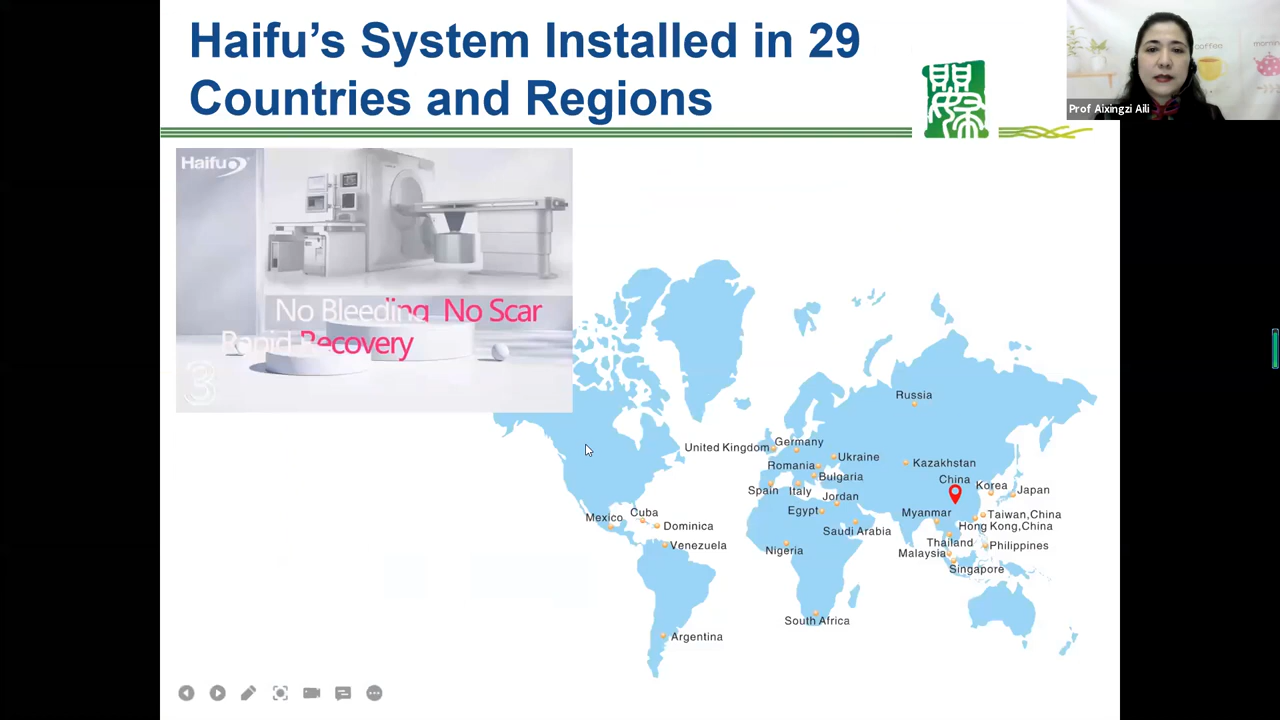 Haifu's System Installed in 29
Countries and Regions
Prof Aixingzi Aili
Haifu
No Bleeding No Scar
Rapid Recovery
3
Russia
United Kingdom
Germany
Ukraine
Romania
Kazakhstan
Bulgaria
China
Spain
Italy
Jordan
Korea
Japan
Egypt
Myanmar
Taiwan,China
Mexico
Cuba
Dominica
Saudi Arabia
Hong Kong,China
Venezuela
Nigeria
Thailand
Philippines
Malaysia
Singapore
South Africa
Argentina